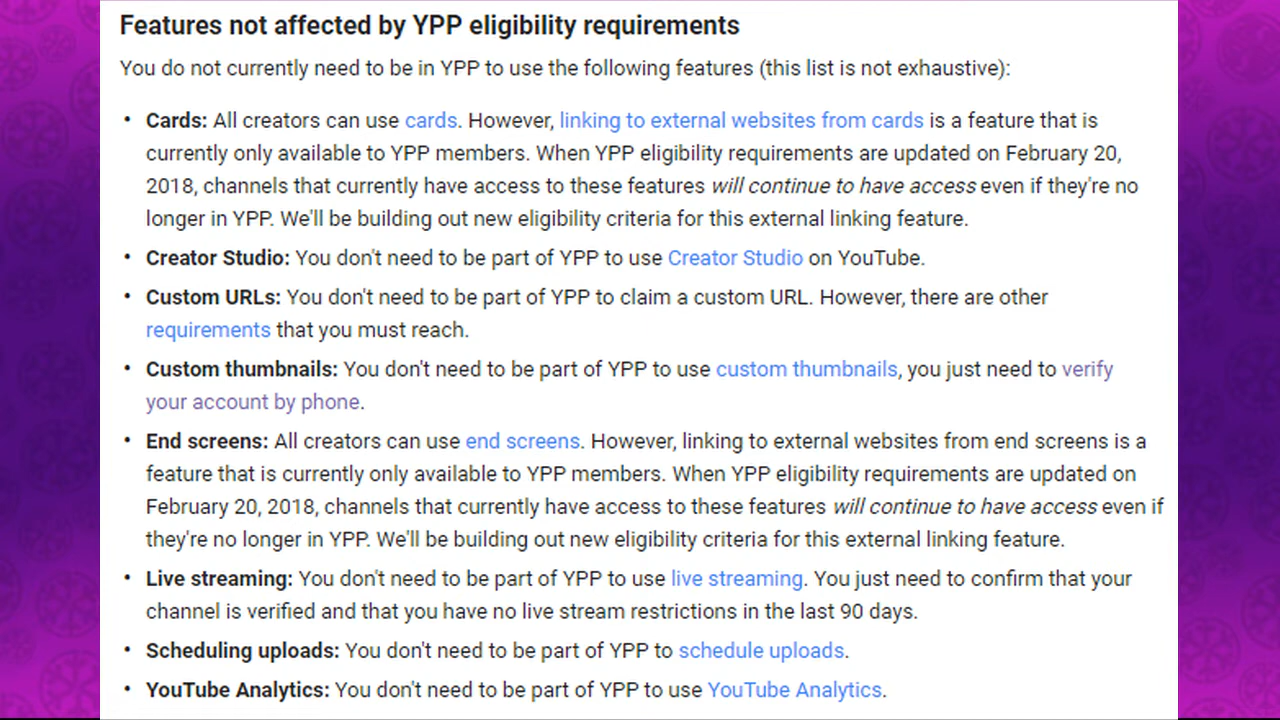 Features not affected by YPP eligibility requirements
You do not currently need to be in YPP to use the following features (this list is not exhaustive):
• Cards: All creators can use cards. However, linking to external websites from cards is a feature that is
currently only available to YPP members. When YPP eligibility requirements are updated on February 20,
2018, channels that currently have access to these features will continue to have access even if they're no
longer in YPP. We'll be building out new eligibility criteria for this external linking feature.
• Creator Studio: You don't need to be part of YPP to use Creator Studio on YouTube.
• Custom URLs: You don't need to be part of YPP to claim a custom URL. However, there are other
requirements that you must reach.
• Custom thumbnails: You don't need to be part of YPP to use custom thumbnails, you just need to verify
your account by phone.
• End screens: All creators can use end screens. However, linking to external websites from end screens is a
feature that is currently only available to YPP members. When YPP eligibility requirements are updated on
February 20, 2018, channels that currently have access to these features will continue to have access even if
they're no longer in YPP. We'll be building out new eligibility criteria for this external linking feature.
• Live streaming: You don't need to be part of YPP to use live streaming. You just need to confirm that your
channel is verified and that you have no live stream restrictions in the last 90 days.
• Scheduling uploads: You don't need to be part of YPP to schedule uploads.
• YouTube Analytics: You don't need to be part of YPP to use YouTube Analytics.